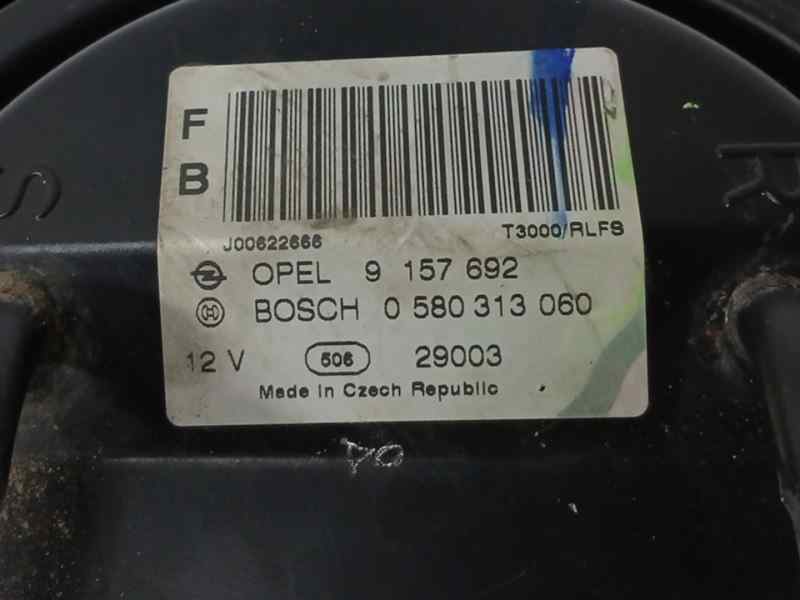 F
B
J00622666 T3000/RLFS
OPEL 9 157 692
BOSCH 0 580 313 060
12 V 506 29003
Made in Czech Republic
S
R